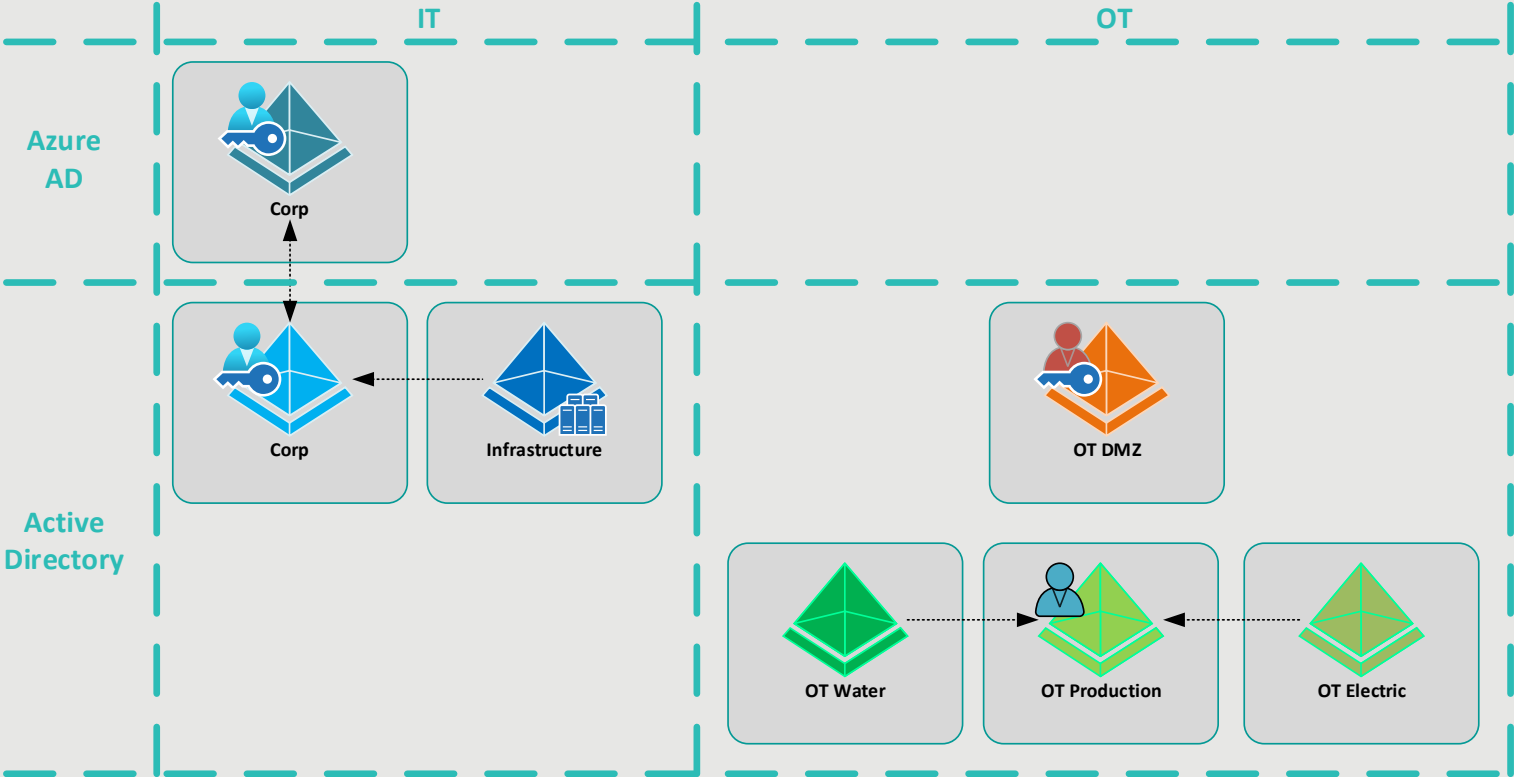 IT
OT
Azure
AD
Corp
Corp
Infrastructure
OT DMZ
Active
Directory
OT Water
OT Production
OT Electric